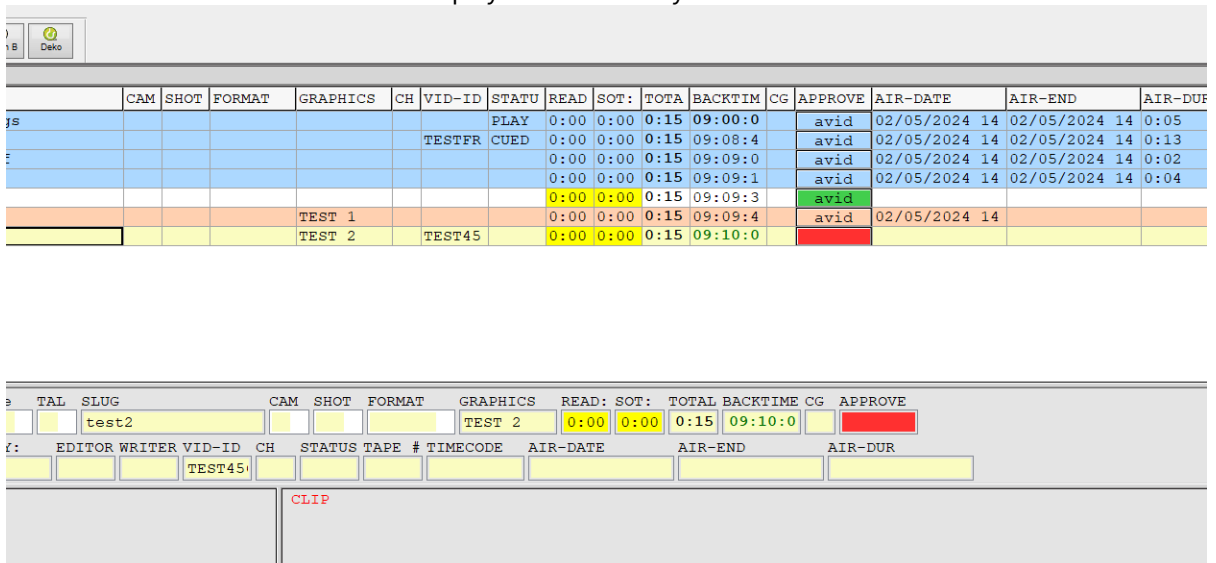 n B Deko
CAM SHOT FORMAT GRAPHICS CH VID-ID STATU READ SOT: TOTA BACKTIM CG APPROVE AIR-DATE AIR-END AIR-DUR
gs PLAY 0:00 0:00 0:15 09:00:0 avid 02/05/2024 14 02/05/2024 14 0:05
TESTFR CUED 0:00 0:00 0:15 09:08:4 avid 02/05/2024 14 02/05/2024 14 0:13
f 0:00 0:00 0:15 09:09:0 avid 02/05/2024 14 02/05/2024 14 0:02
0:00 0:00 0:15 09:09:1 avid 02/05/2024 14 02/05/2024 14 0:04
0:00 0:00 0:15 09:09:3 avid
TEST 1 0:00 0:00 0:15 09:09:4 avid 02/05/2024 14
TEST 2 TEST45 0:00 0:00 0:15 09:10:0
e TAL SLUG CAM SHOT FORMAT GRAPHICS READ: SOT: TOTAL BACKTIME CG APPROVE
test2 TEST 2 0:00 0:00 0:15 09:10:0
Y: EDITOR WRITER VID-ID CH STATUS TAPE # TIMECODE AIR-DATE AIR-END AIR-DUR
TEST45
CLIP